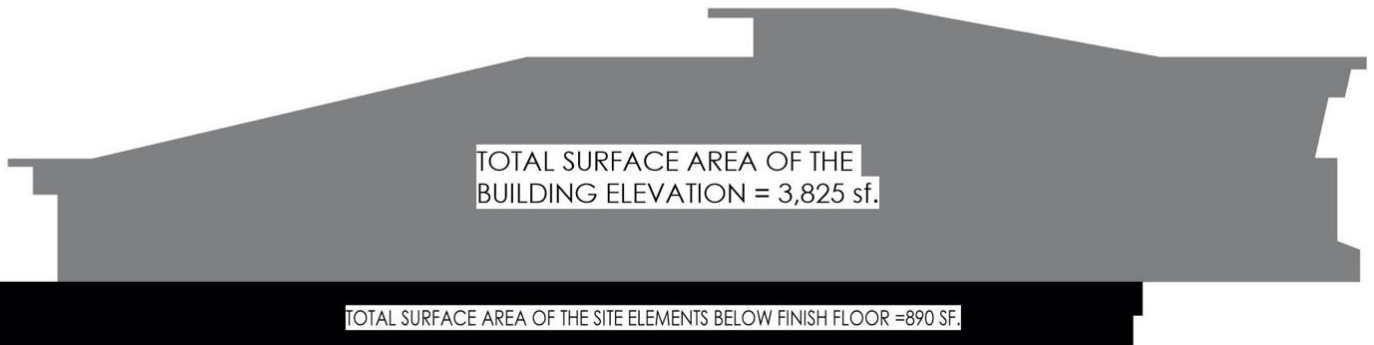 TOTAL SURFACE AREA OF THE
BUILDING ELEVATION = 3,825 sf.
TOTAL SURFACE AREA OF THE SITE ELEMENTS BELOW FINISH FLOOR =890 SF.